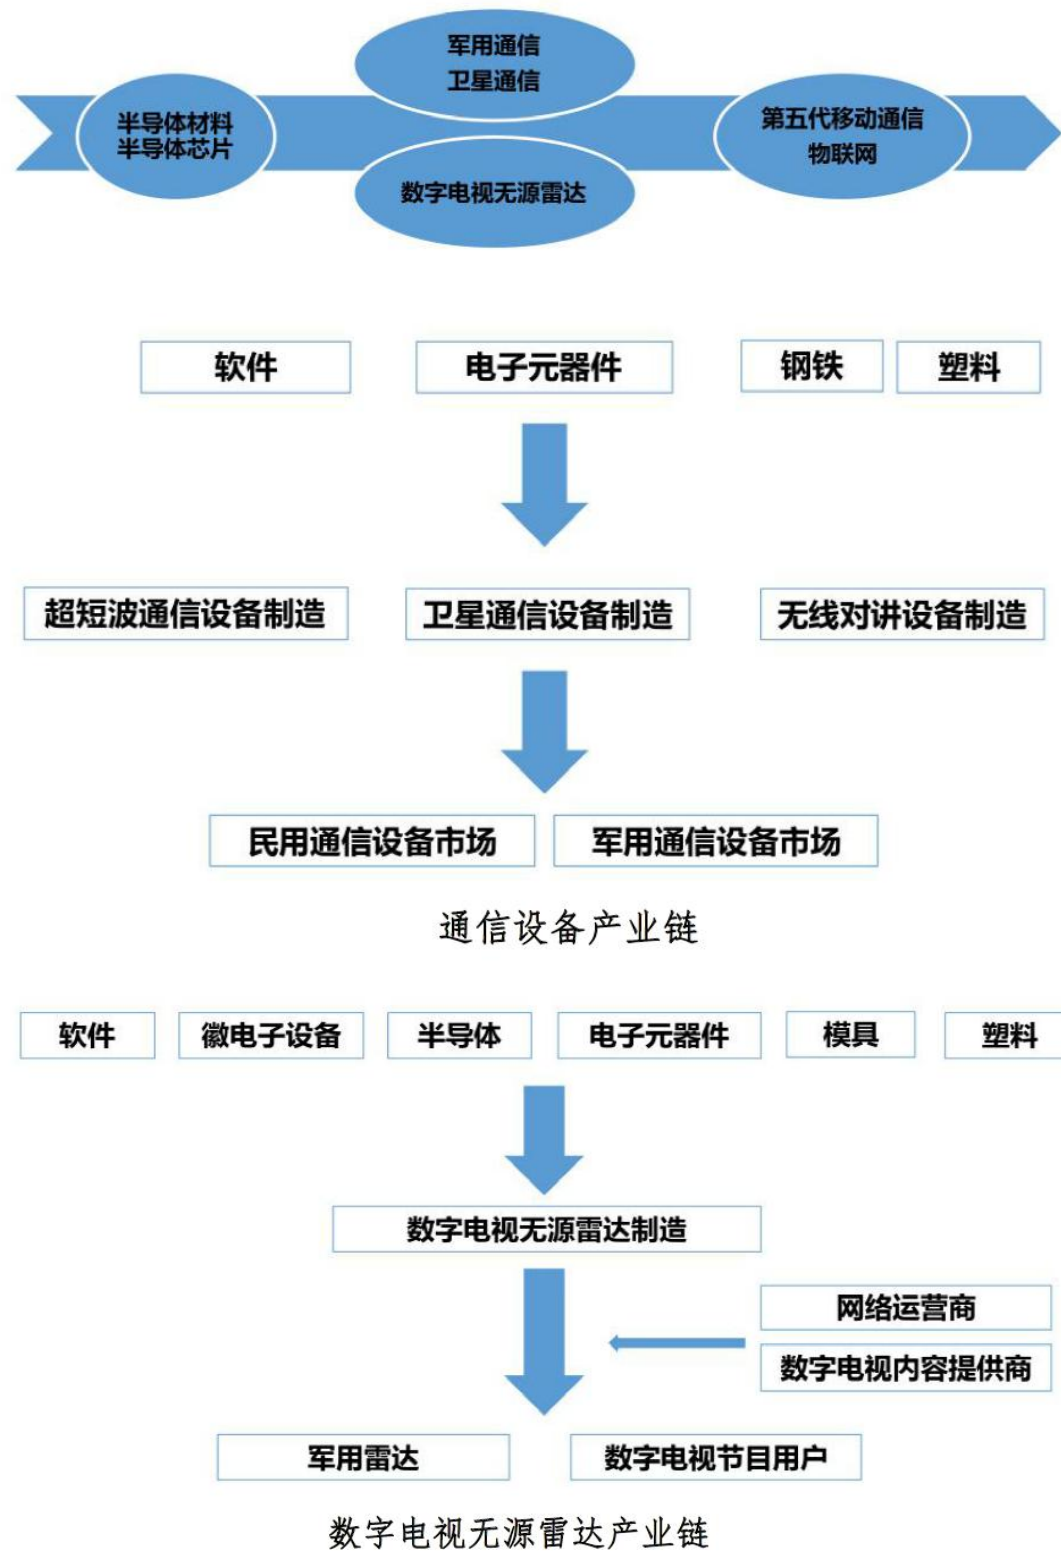 军用通信
卫星通信
半导体材料
半导体芯片
第五代移动通信
物联网
数字电视无源雷达
软件
电子元器件
钢铁
塑料
超短波通信设备制造
卫星通信设备制造
无线对讲设备制造
民用通信设备市场
军用通信设备市场
通信设备产业链
软件
徽电子设备
半导体
电子元器件
模具
塑料
数字电视无源雷达制造
网络运营商
数字电视内容提供商
军用雷达
数字电视节目用户
数字电视无源雷达产业链